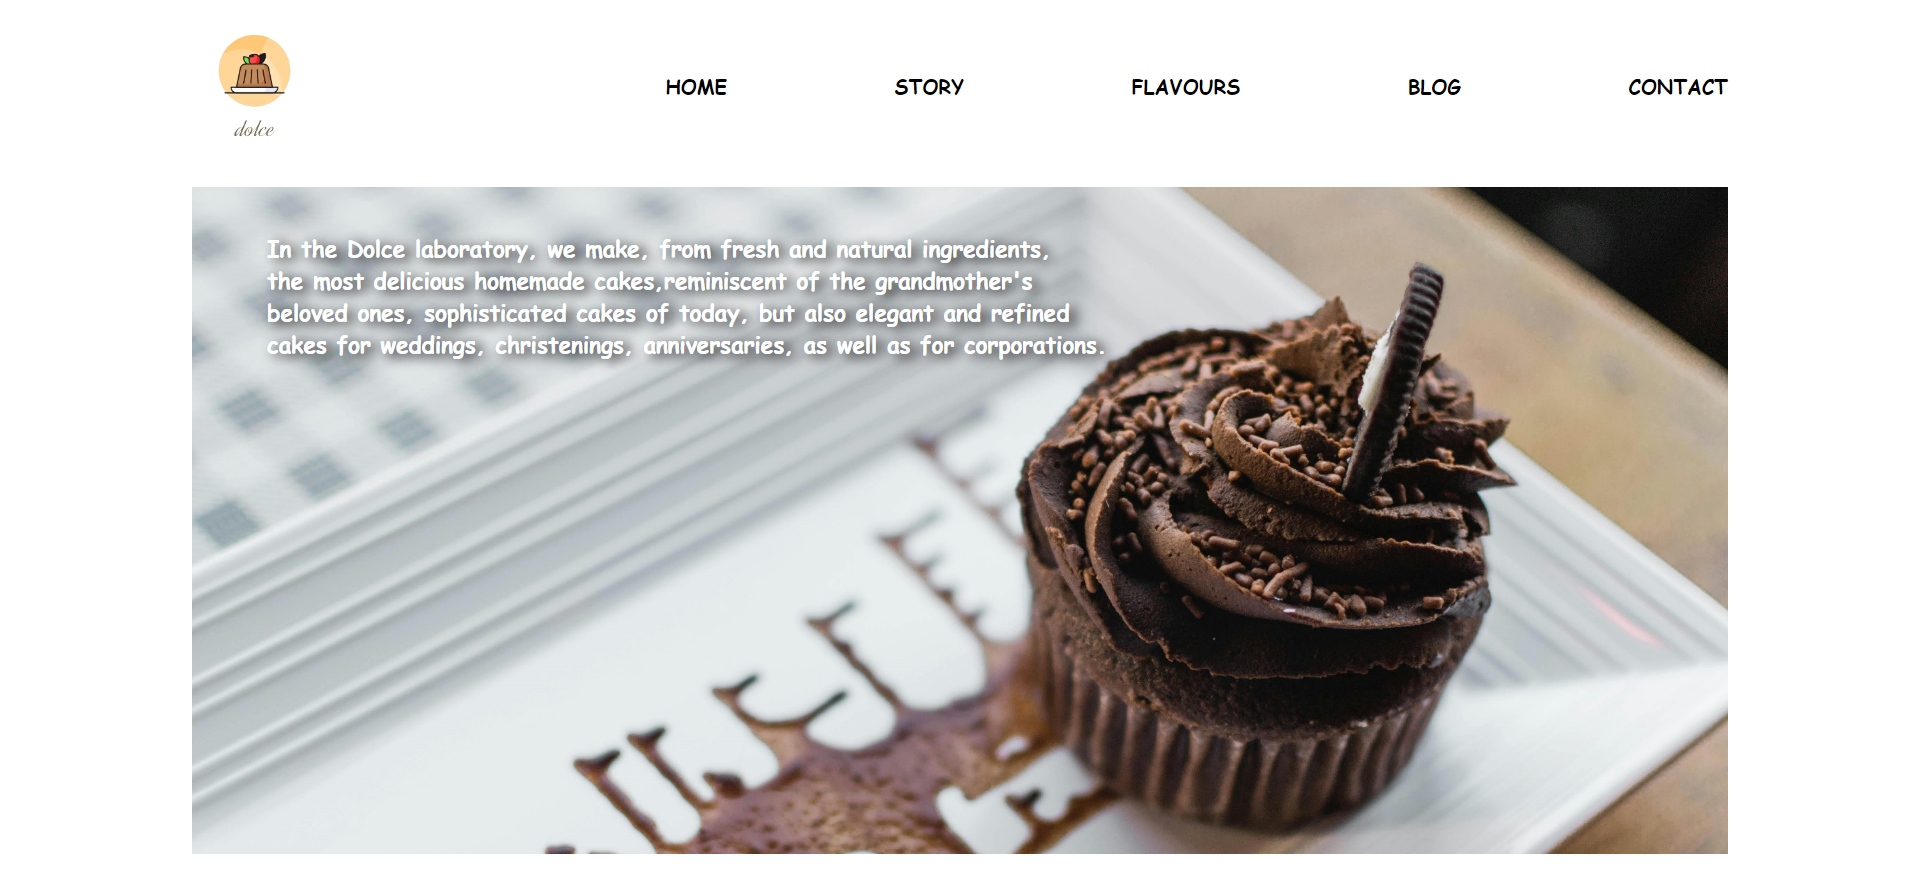 dolce
HOME STORY FLAVOURS BLOG CONTACT
In the Dolce laboratory, we make, from fresh and natural ingredients,
the most delicious homemade cakes,reminiscent of the grandmother's
beloved ones, sophisticated cakes of today, but also elegant and refined
cakes for weddings, christenings, anniversaries, as well as for corporations.